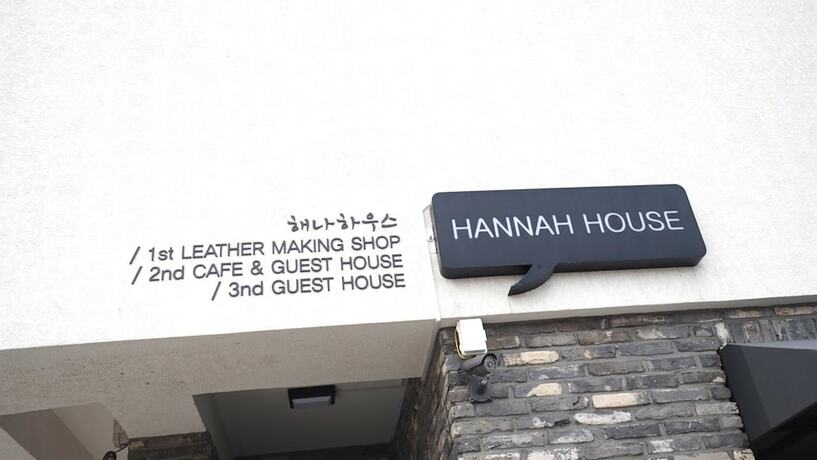 해나하우스
/ 1st LEATHER MAKING SHOP
/ 2nd CAFE & GUEST HOUSE
/ 3nd GUEST HOUSE
HANNAH HOUSE